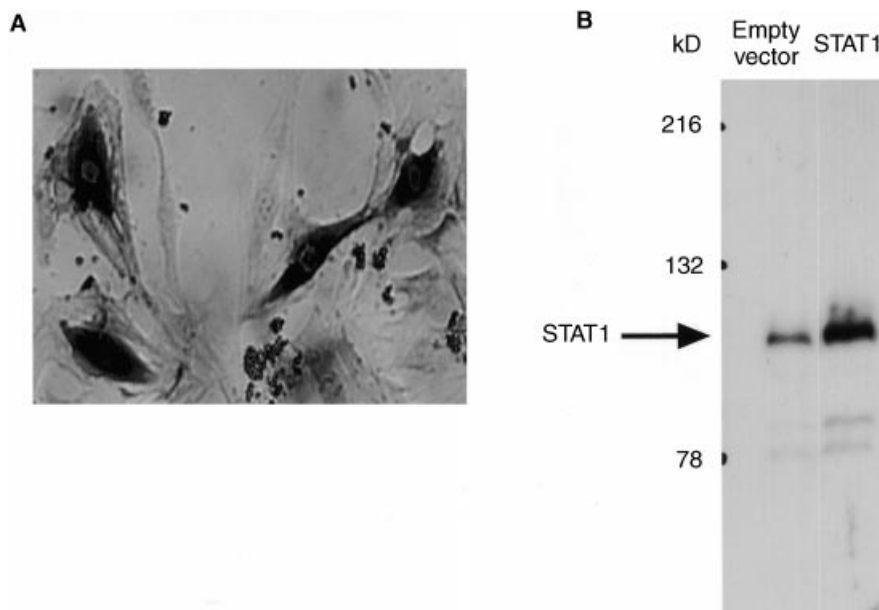 A
B
kD
Empty
vector
STAT1
216
132
STAT1
78